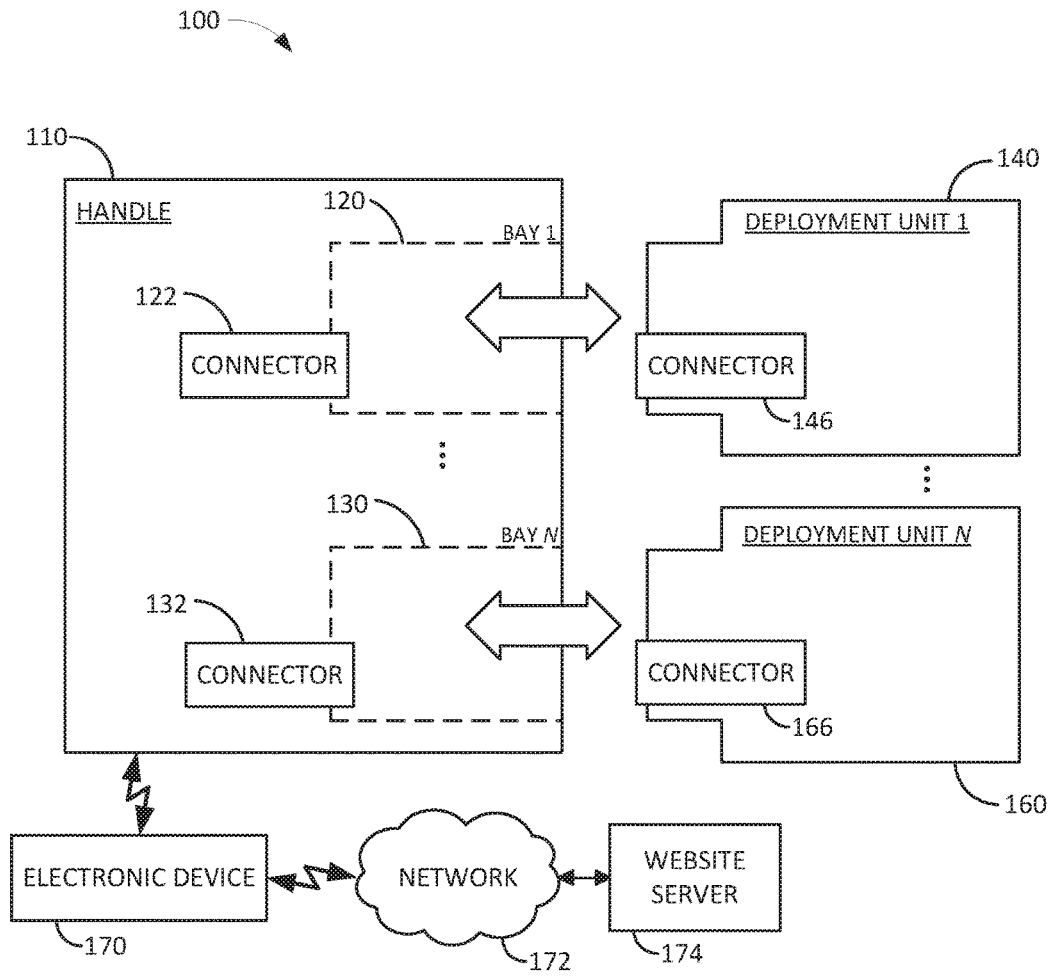 100
110
140
HANDLE
120
BAY 1
DEPLOYMENT UNIT 1
122
CONNECTOR
CONNECTOR
146
130
BAY N
DEPLOYMENT UNIT N
132
CONNECTOR
CONNECTOR
166
160
ELECTRONIC DEVICE
NETWORK
WEBSITE
SERVER
170
172
174